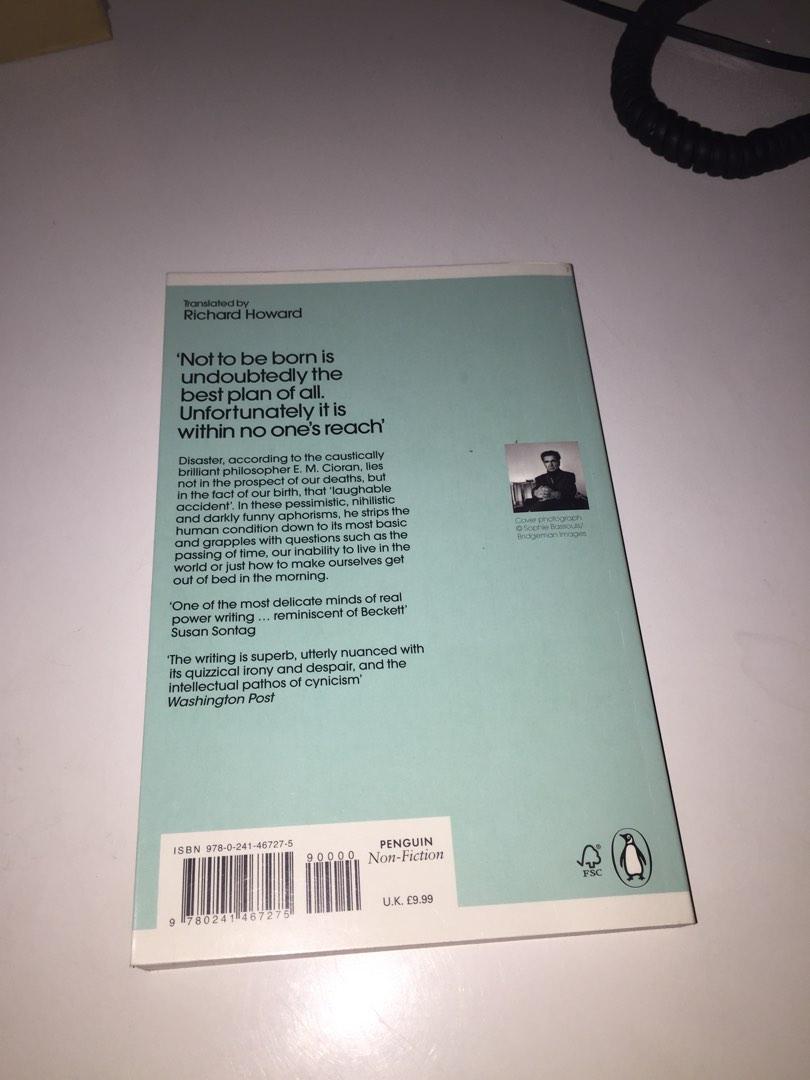 Translated by
Richard Howard
‘Not to be born is
undoubtedly the
best plan of all.
Unfortunately it is
within no one’s reach’
Disaster, according to the caustically
brilliant philosopher E. M. Cioran, lies
not in the prospect of our deaths, but
in the fact of our birth, that ‘laughable
accident’. In these pessimistic, nihilistic
and darkly funny aphorisms, he strips the
human condition down to its most basic
and grapples with questions such as the
passing of time, our inability to live in the
world or just how to make ourselves get
out of bed in the morning.
‘One of the most delicate minds of real
power writing … reminiscent of Beckett’
Susan Sontag
‘The writing is superb, utterly nuanced with
its quizzical irony and despair, and the
intellectual pathos of cynicism’
Washington Post
Cover photograph
© Sophie Bassouls/
Bridgeman Images
ISBN 978-0-241-46727-5
90000
9 780241 467275
PENGUIN
Non-Fiction
U.K. £9.99
FSC